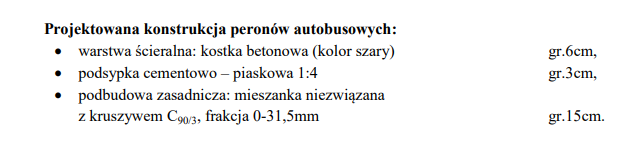 Projektowana konstrukcja peronów autobusowych:
• warstwa ścieralna: kostka betonowa (kolor szary) gr.6cm,
• podsypka cementowo – piaskowa 1:4 gr.3cm,
• podbudowa zasadnicza: mieszanka niezwiązana
z kruszywem C90/3, frakcja 0-31,5mm gr.15cm.